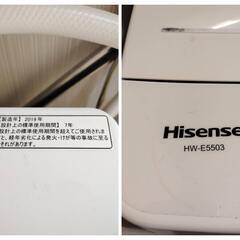 【製造年】2019年
設計上の標準使用期間】 7年
設計上の標準使用期間を超えてご使用されま
すと、経年劣化による発火・けが等の事故に至る
それがあります。
Hisense
HW-E5503